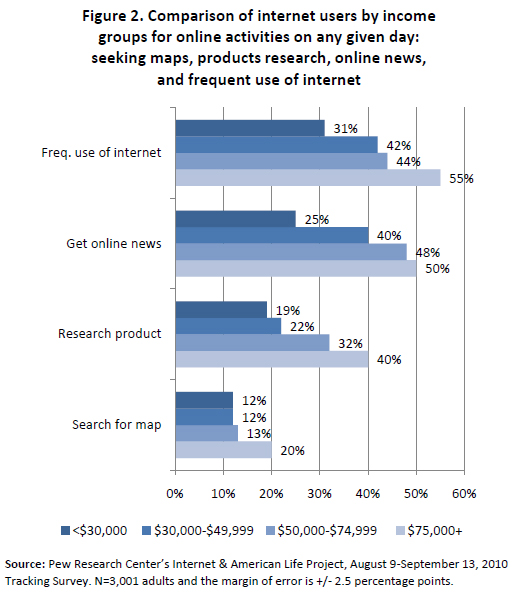 Figure 2. Comparison of internet users by income
groups for online activities on any given day:
seeking maps, products research, online news,
and frequent use of internet
Freq. use of internet
31%
42%
44%
55%
Get online news
25%
40%
48%
50%
Research product
19%
22%
32%
40%
Search for map
12%
12%
13%
20%
0% 10% 20% 30% 40% 50% 60%
<$30,000 $30,000-$49,999 $50,000-$74,999 $75,000+
Source: Pew Research Center's Internet & American Life Project, August 9-September 13, 2010
Tracking Survey. N=3,001 adults and the margin of error is +/- 2.5 percentage points.